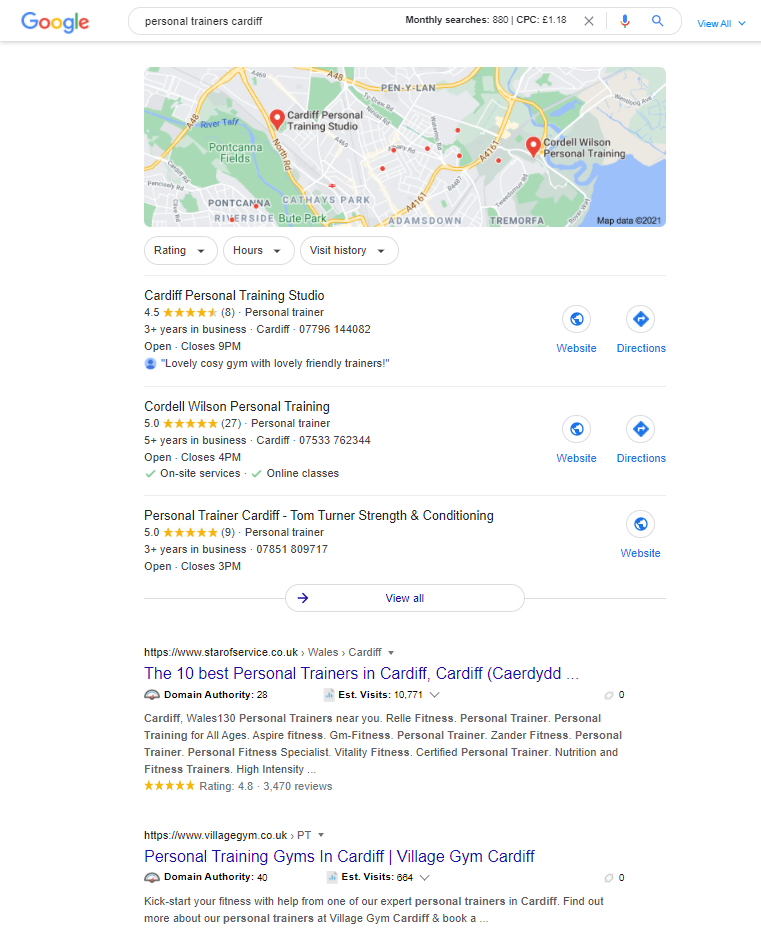 Google
personal trainers cardiff
Monthly searches: 880 | CPC: £1.18
View All
A469
A48
PEN-Y-LAN
Cardiff Personal
Training Studio
River Taff
A48
Pontcanna
Fields
North Rd
A4161
Cordell Wilson
Personal Training
CATHAYS PARK
PONTCANNA
RIVERSIDE
Bute Park
A4161
ADAMSDOWN
TREMORFA
Map data ©2021
Rating
Hours
Visit history
Cardiff Personal Training Studio
4.5 (8) · Personal trainer
3+ years in business · Cardiff · 07796 144082
Open · Closes 9PM
"Lovely cosy gym with lovely friendly trainers!"
Website
Directions
Cordell Wilson Personal Training
5.0 (27) · Personal trainer
5+ years in business · Cardiff · 07533 762344
Open · Closes 4PM
On-site services · Online classes
Website
Directions
Personal Trainer Cardiff - Tom Turner Strength & Conditioning
5.0 (9) · Personal trainer
3+ years in business · 07851 809717
Open · Closes 3PM
Website
View all
https://www.starofservice.co.uk › Wales › Cardiff
The 10 best Personal Trainers in Cardiff, Cardiff (Caerdydd ...
Domain Authority: 28 Est. Visits: 10,771 0
Cardiff, Wales130 Personal Trainers near you. Relle Fitness. Personal Trainer. Personal
Training for All Ages. Aspire fitness. Gm-Fitness. Personal Trainer. Zander Fitness. Personal
Trainer. Personal Fitness Specialist. Vitality Fitness. Certified Personal Trainer. Nutrition and
Fitness Trainers. High Intensity ...
Rating: 4.8 · 3,470 reviews
https://www.villagegym.co.uk › PT
Personal Training Gyms In Cardiff | Village Gym Cardiff
Domain Authority: 40 Est. Visits: 664 0
Kick-start your fitness with help from one of our expert personal trainers in Cardiff. Find out
more about our personal trainers at Village Gym Cardiff & book a ...